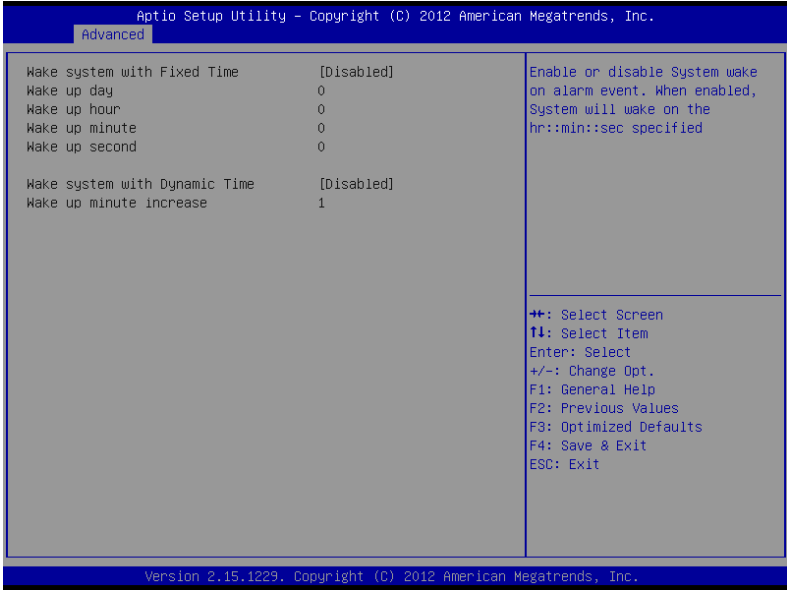 Aptio Setup Utility – Copyright (C) 2012 American Megatrends, Inc.
Advanced
Wake system with Fixed Time [Disabled]
Wake up day 0
Wake up hour 0
Wake up minute 0
Wake up second 0
Wake system with Dynamic Time [Disabled]
Wake up minute increase 1
Enable or disable System wake
on alarm event. When enabled,
System will wake on the
hr::min::sec specified
→←: Select Screen
↑↓: Select Item
Enter: Select
+/-: Change Opt.
F1: General Help
F2: Previous Values
F3: Optimized Defaults
F4: Save & Exit
ESC: Exit
Version 2.15.1229. Copyright (C) 2012 American Megatrends, Inc.